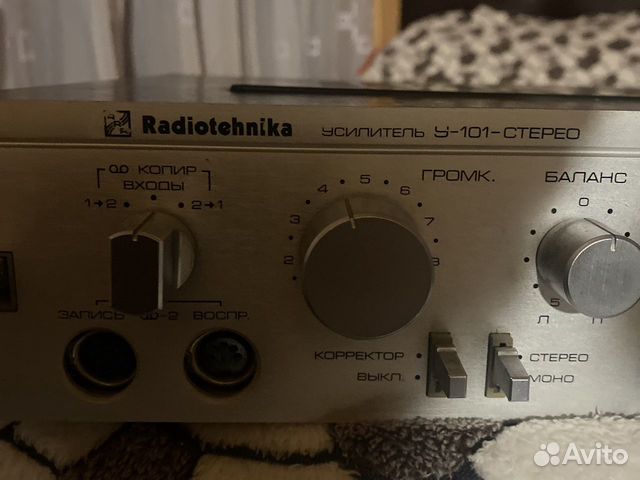 Radiotehnika УСИЛИТЕЛЬ У-101-СТЕРЕО
КОПИР
ВХОДЫ
1→2 2→1
ГРОМК.
2 3 4 5 6 7 8
БАЛАНС
0
5
Л П
ЗАПИСЬ ВОСПР.
КОРРЕКТОР
ВЫКЛ.
СТЕРЕО
МОНО
Avito